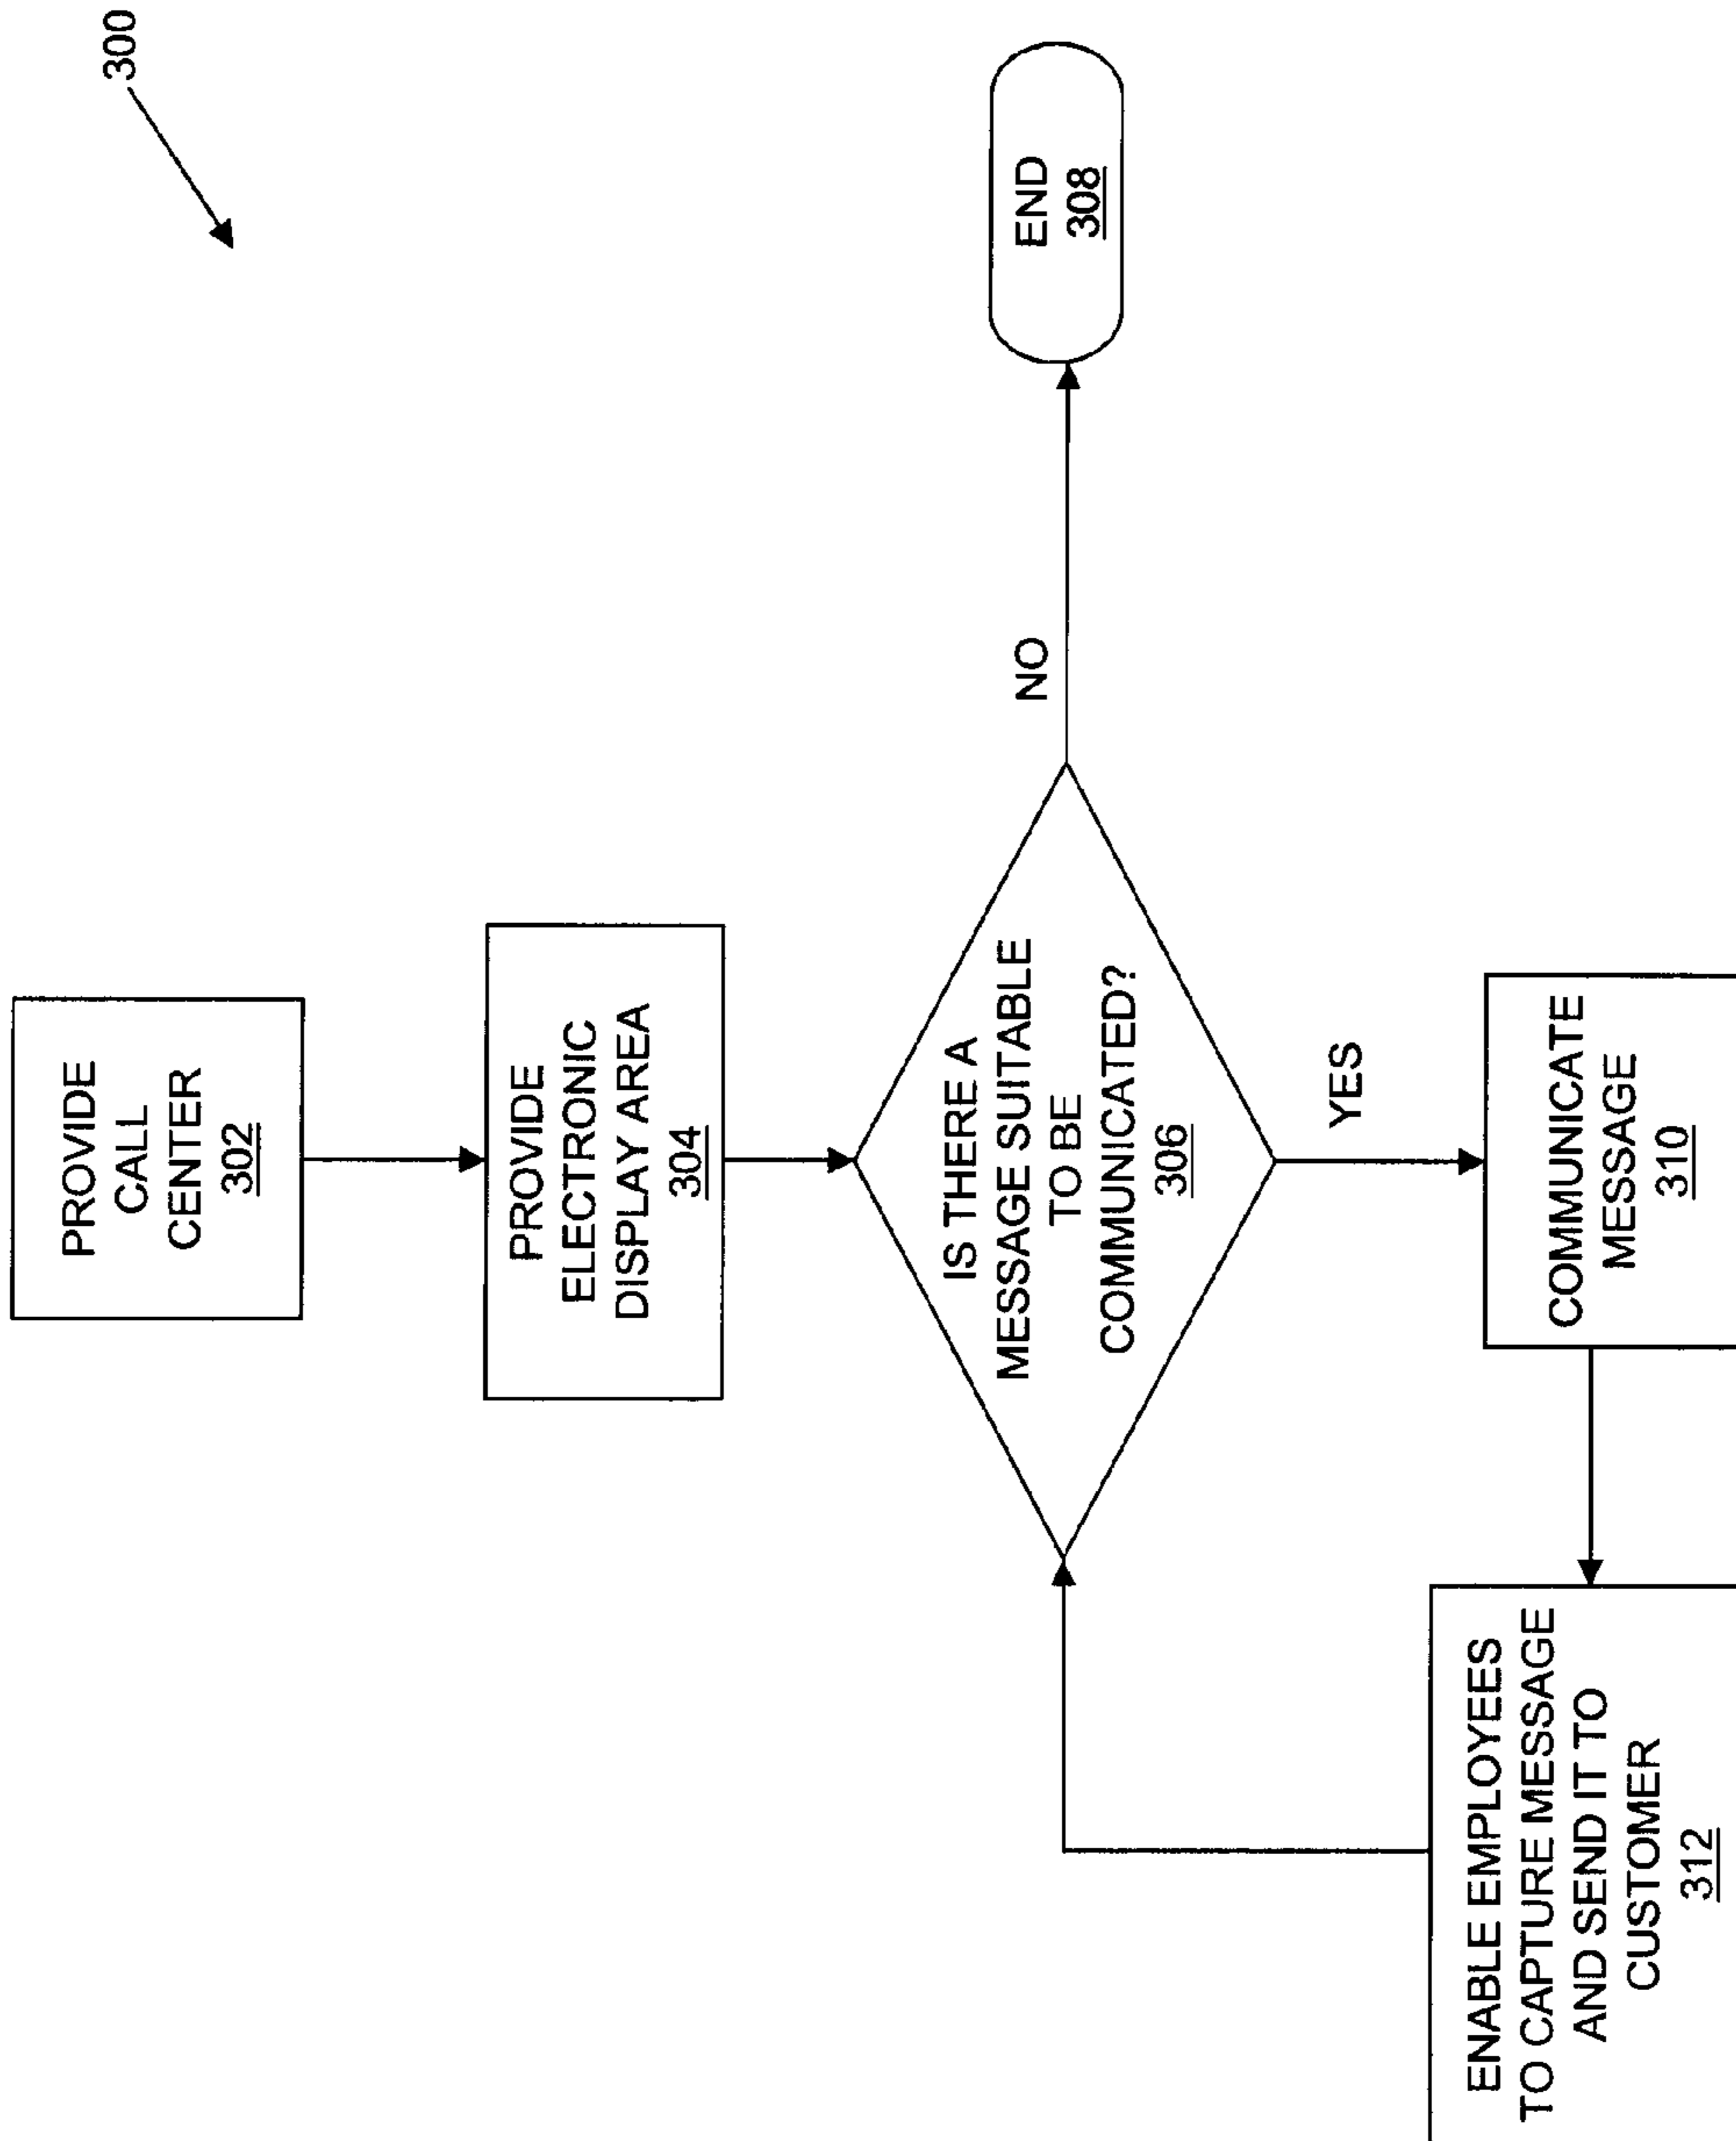 300
PROVIDE
CALL
CENTER
302
PROVIDE
ELECTRONIC
DISPLAY AREA
304
IS THERE A
MESSAGE SUITABLE
TO BE
COMMUNICATED?
306
NO
END
308
YES
COMMUNICATE
MESSAGE
310
ENABLE EMPLOYEES
TO CAPTURE MESSAGE
AND SEND IT TO
CUSTOMER
312